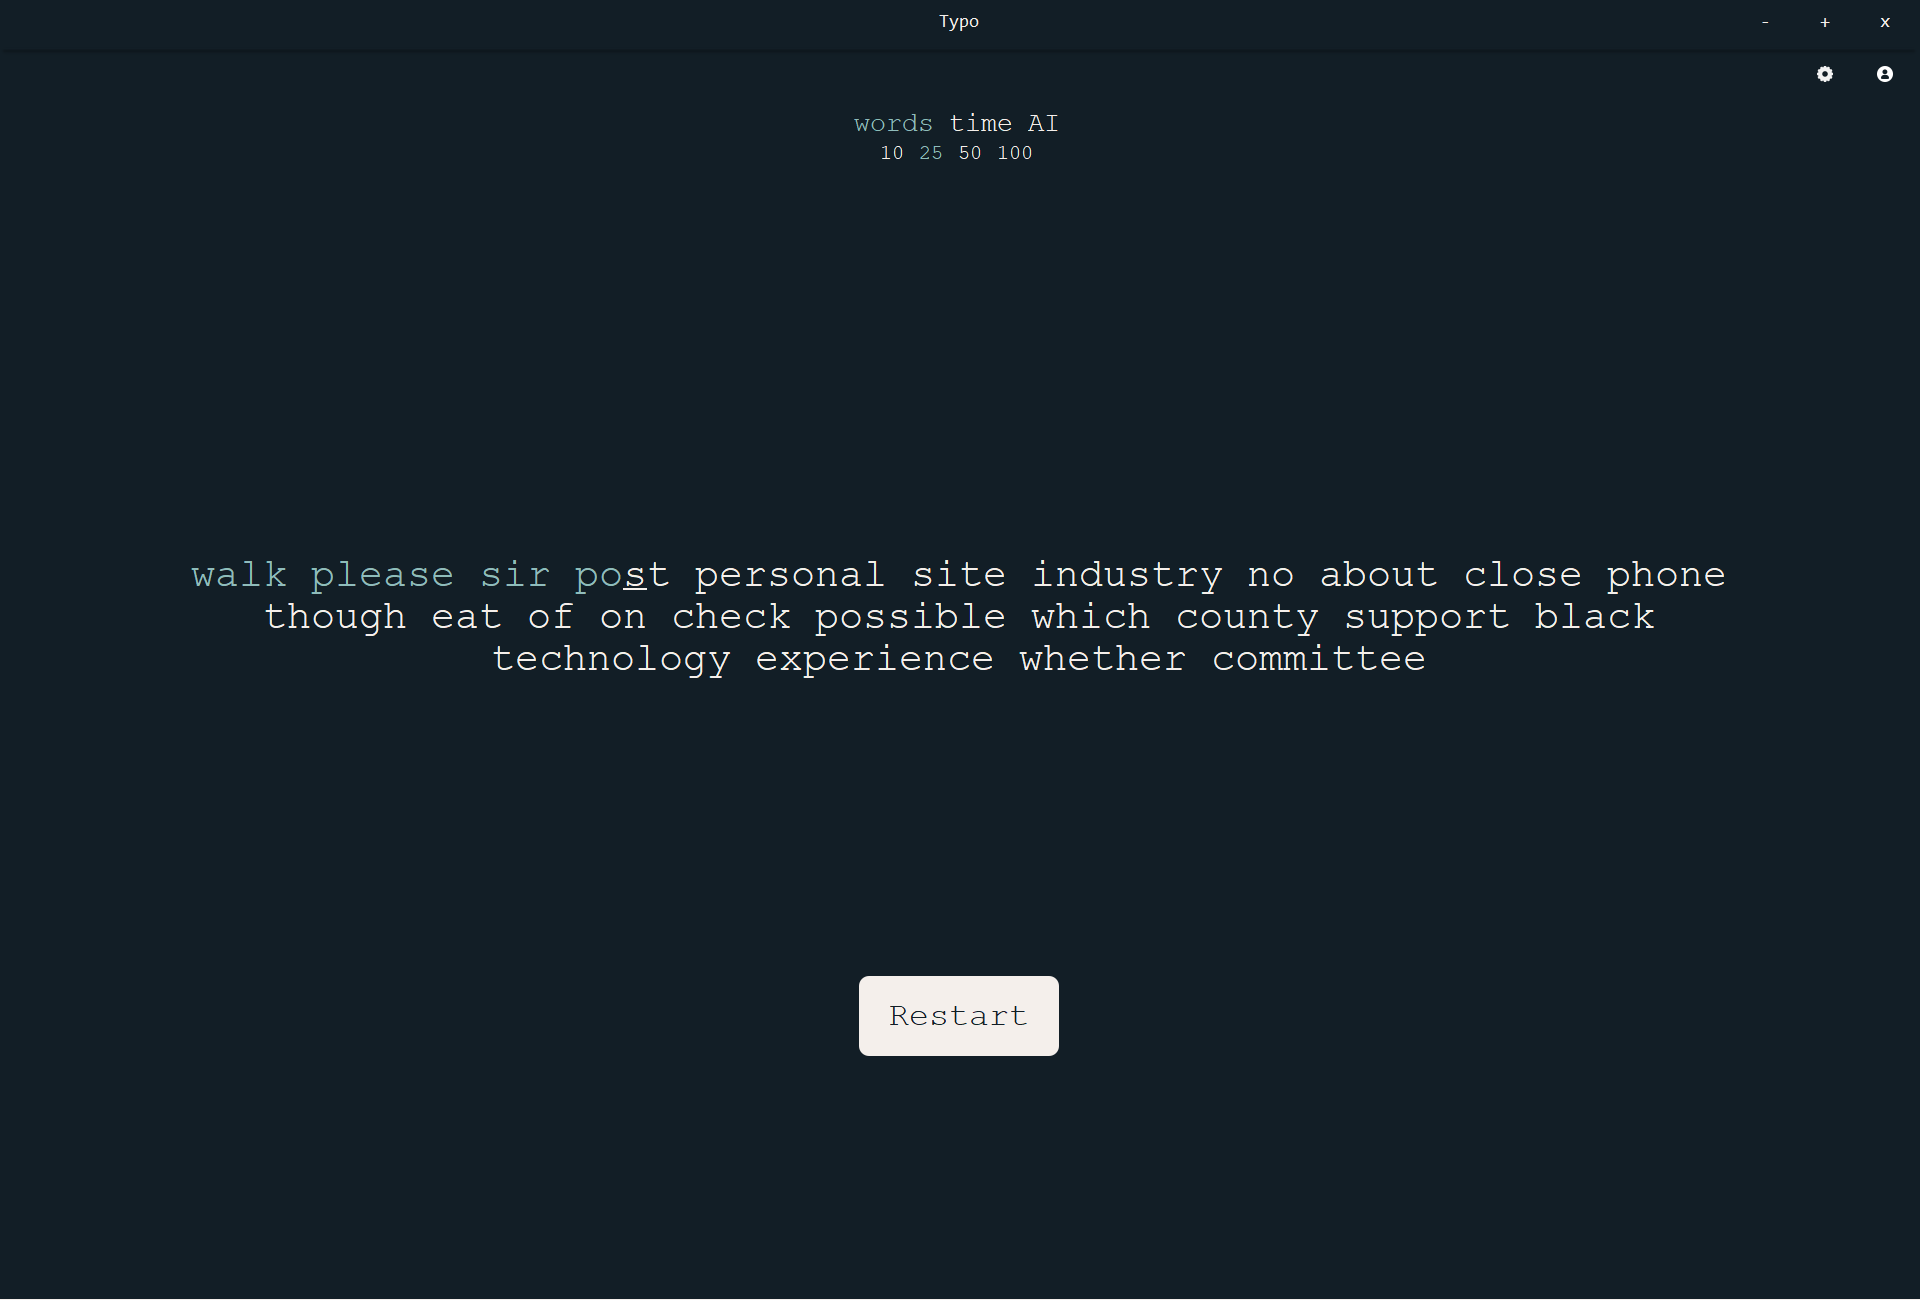 Typo
- + x
words time AI
10 25 50 100
walk please sir post personal site industry no about close phone
though eat of on check possible which county support black
technology experience whether committee
Restart